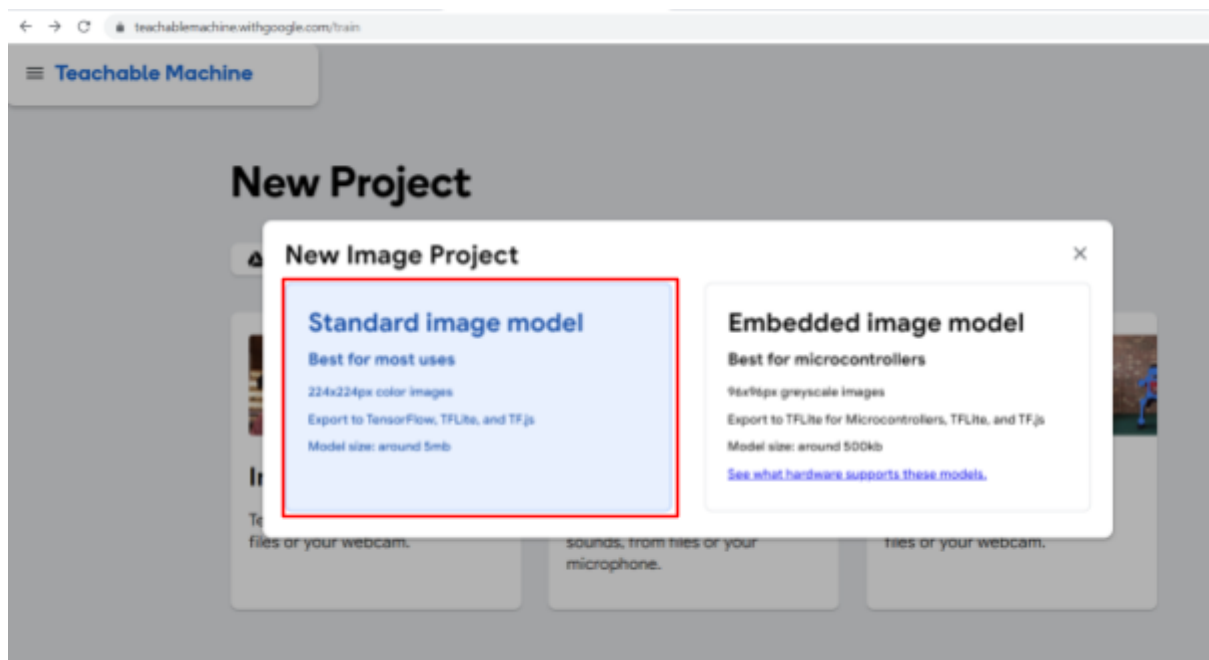 teachablemachine.withgoogle.com/train
Teachable Machine
New Project
New Image Project
Standard image model
Best for most uses
224x224px color images
Export to TensorFlow, TFLite, and TF.js
Model size: around 5mb
Embedded image model
Best for microcontrollers
96x96px greyscale images
Export to TFLite for Microcontrollers, TFLite, and TF.js
Model size: around 500kb
See what hardware supports these models.
files or your webcam.
sounds, from files or your
microphone.
files or your webcam.